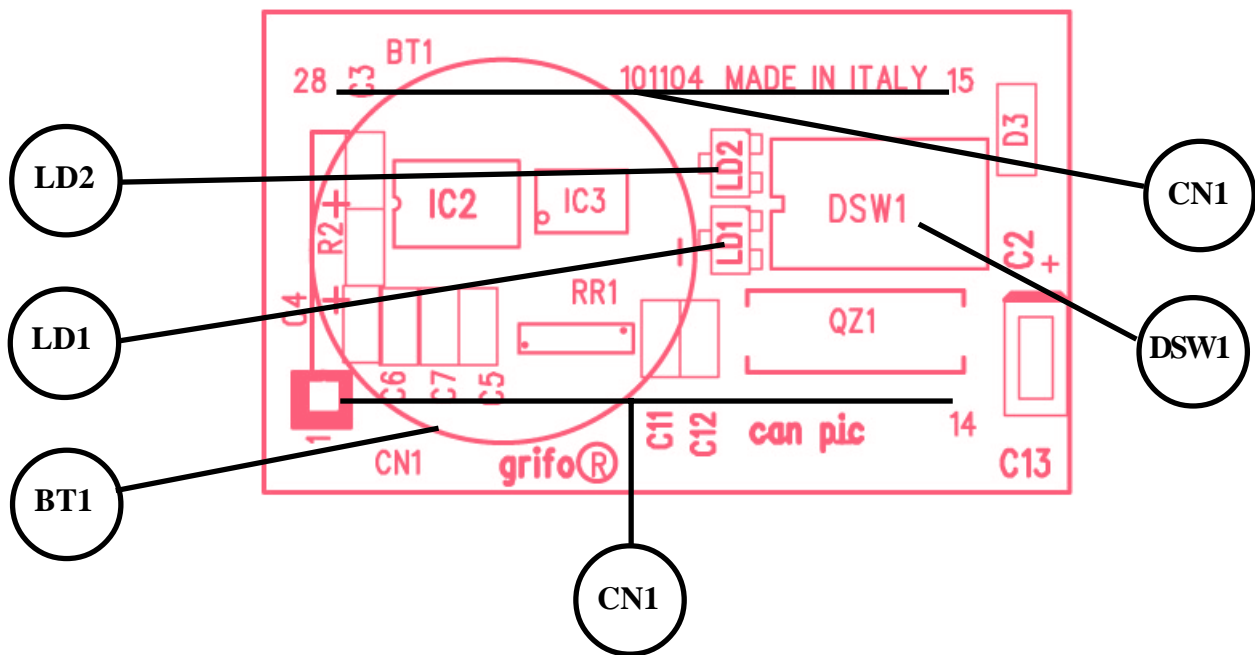 BT1
28 C3 101104 MADE IN ITALY 15
D3
LD2 LD2 IC2 IC3 DSW1 CN1
R2 LD1 C2
+ + - +
C4 RR1 QZ1
LD1 DSW1
C6 C7 C5
1 C11 C12 can pic 14
CN1 grifo® C13
BT1
CN1